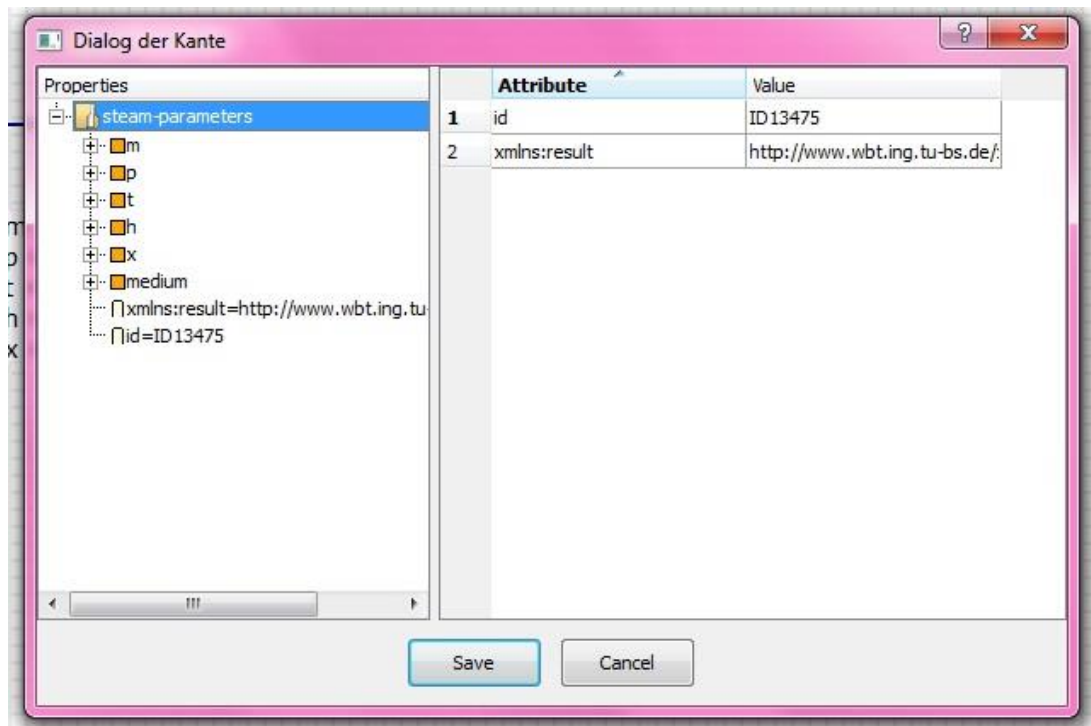 Dialog der Kante
Properties
steam-parameters
m
p
t
h
x
medium
xmlns:result=http://www.wbt.ing.tu-
id=ID13475
Attribute Value
1 id ID13475
2 xmlns:result http://www.wbt.ing.tu-bs.de/
Save Cancel
m
p
t
h
x